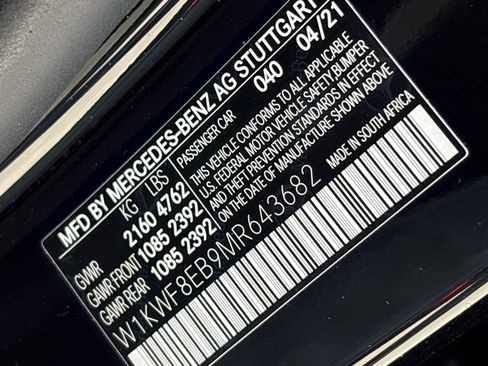 MFD BY MERCEDES-BENZ AG STUTTGART
KG LBS PASSENGER CAR 040 04/21
GWR 2160 4762
GAWR FRONT 1085 2392
GAWR REAR 1085 2392
THIS VEHICLE CONFORMS TO ALL APPLICABLE
U.S. FEDERAL MOTOR VEHICLE SAFETY BUMPER
AND THEFT PREVENTION STANDARDS IN EFFECT
ON THE DATE OF MANUFACTURE SHOWN ABOVE
MADE IN SOUTH AFRICA
W1KWF8EB9MR643682